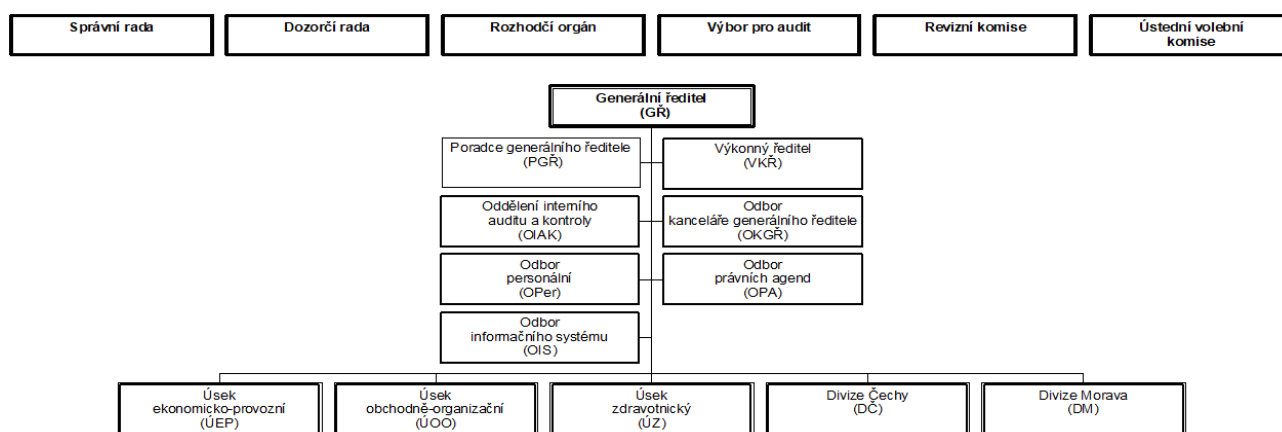 Správní rada
Dozorčí rada
Rozhodčí orgán
Výbor pro audit
Revizní komise
Ústední volební
komise
Generální ředitel
(GŘ)
Poradce generálního ředitele
(PGŘ)
Výkonný ředitel
(VKŘ)
Oddělení interního
auditu a kontroly
(OIAK)
Odbor
kanceláře generálního ředitele
(OKGŘ)
Odbor
personální
(OPer)
Odbor
právních agend
(OPA)
Odbor
informačního systému
(OIS)
Úsek
ekonomicko-provozní
(ÚEP)
Úsek
obchodně-organizační
(ÚOO)
Úsek
zdravotnický
(ÚZ)
Divize Čechy
(DČ)
Divize Morava
(DM)